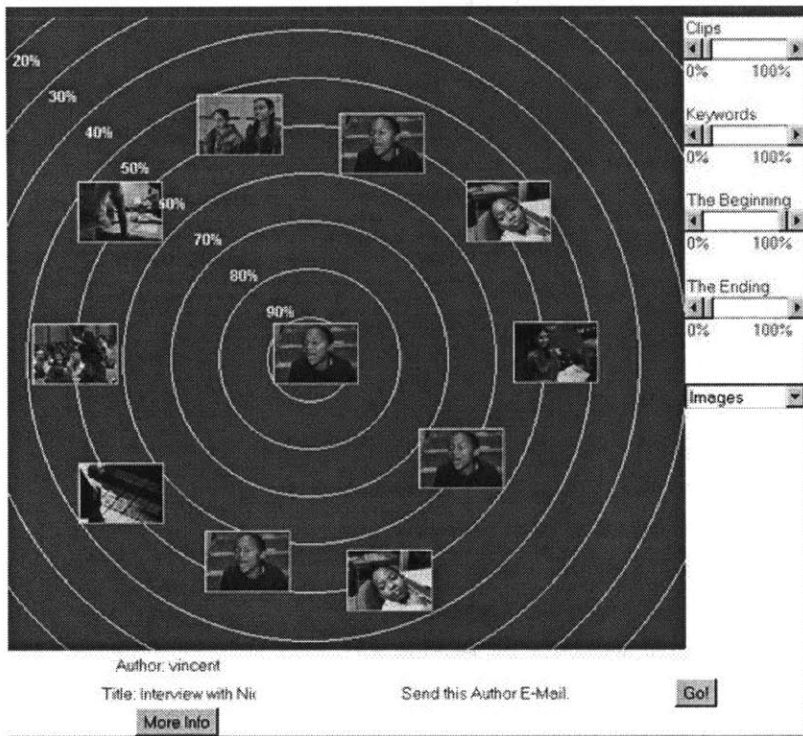 20%
30%
40%
50%
60%
70%
80%
90%
Clips
0% 100%
Keywords
0% 100%
The Beginning
0% 100%
The Ending
0% 100%
Images
Author: vincent
Title: Interview with Nic
Send this Author E-Mail.
Go!
More Info